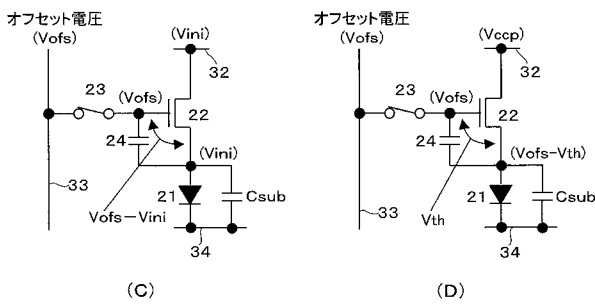 オフセット電圧
(Vofs)
(Vini)
32
23
(Vofs)
22
24
(Vini)
21
Csub
33
Vofs−Vini
34
(C)
オフセット電圧
(Vofs)
(Vccp)
32
23
(Vofs)
22
24
(Vofs-Vth)
21
Csub
33
Vth
34
(D)